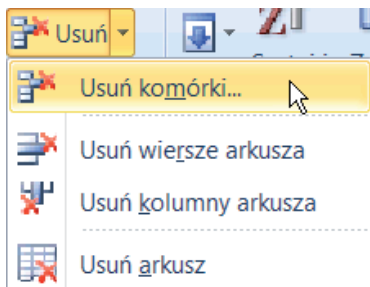 Usuń
Usuń komórki...
Usuń wiersze arkusza
Usuń kolumny arkusza
Usuń arkusz